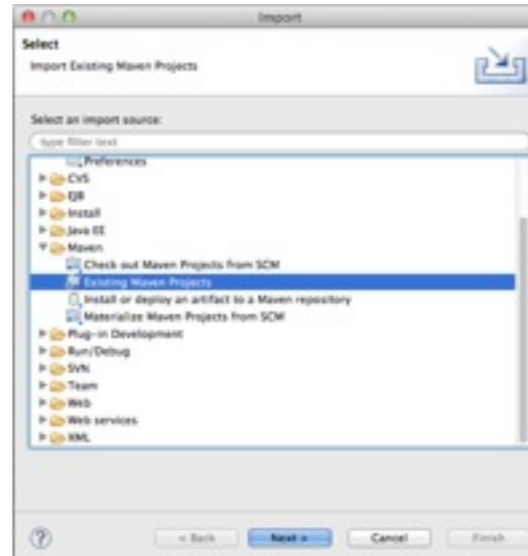 Import
Select
Import Existing Maven Projects
Select an import source:
type filter text
Preferences
CVS
EJB
Install
Java EE
Maven
Check out Maven Projects from SCM
Existing Maven Projects
Install or deploy an artifact to a Maven repository
Materialize Maven Projects from SCM
Plug-in Development
Run/Debug
SVN
Team
Web
Web services
XML
?
< Back
Next >
Cancel
Finish